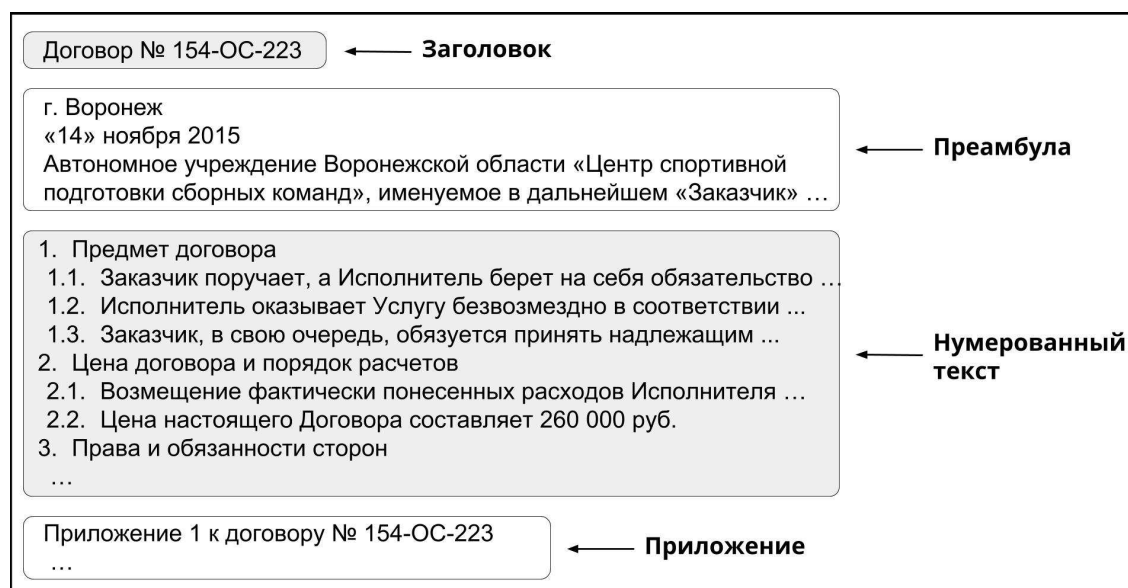 Договор № 154-ОС-223
Заголовок
г. Воронеж
«14» ноября 2015
Автономное учреждение Воронежской области «Центр спортивной
подготовки сборных команд», именуемое в дальнейшем «Заказчик» …
Преамбула
1. Предмет договора
1.1. Заказчик поручает, а Исполнитель берет на себя обязательство …
1.2. Исполнитель оказывает Услугу безвозмездно в соответствии ...
1.3. Заказчик, в свою очередь, обязуется принять надлежащим ...
2. Цена договора и порядок расчетов
2.1. Возмещение фактически понесенных расходов Исполнителя …
2.2. Цена настоящего Договора составляет 260 000 руб.
3. Права и обязанности сторон
…
Нумерованный
текст
Приложение 1 к договору № 154-ОС-223
…
Приложение